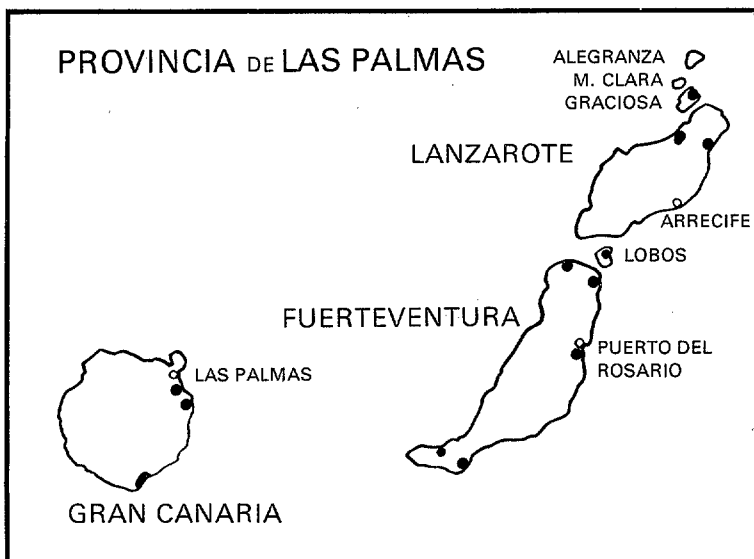 PROVINCIA DE LAS PALMAS
ALEGRANZA
M. CLARA
GRACIOSA
LANZAROTE
ARRECIFE
LOBOS
FUERTEVENTURA
PUERTO DEL
ROSARIO
LAS PALMAS
GRAN CANARIA